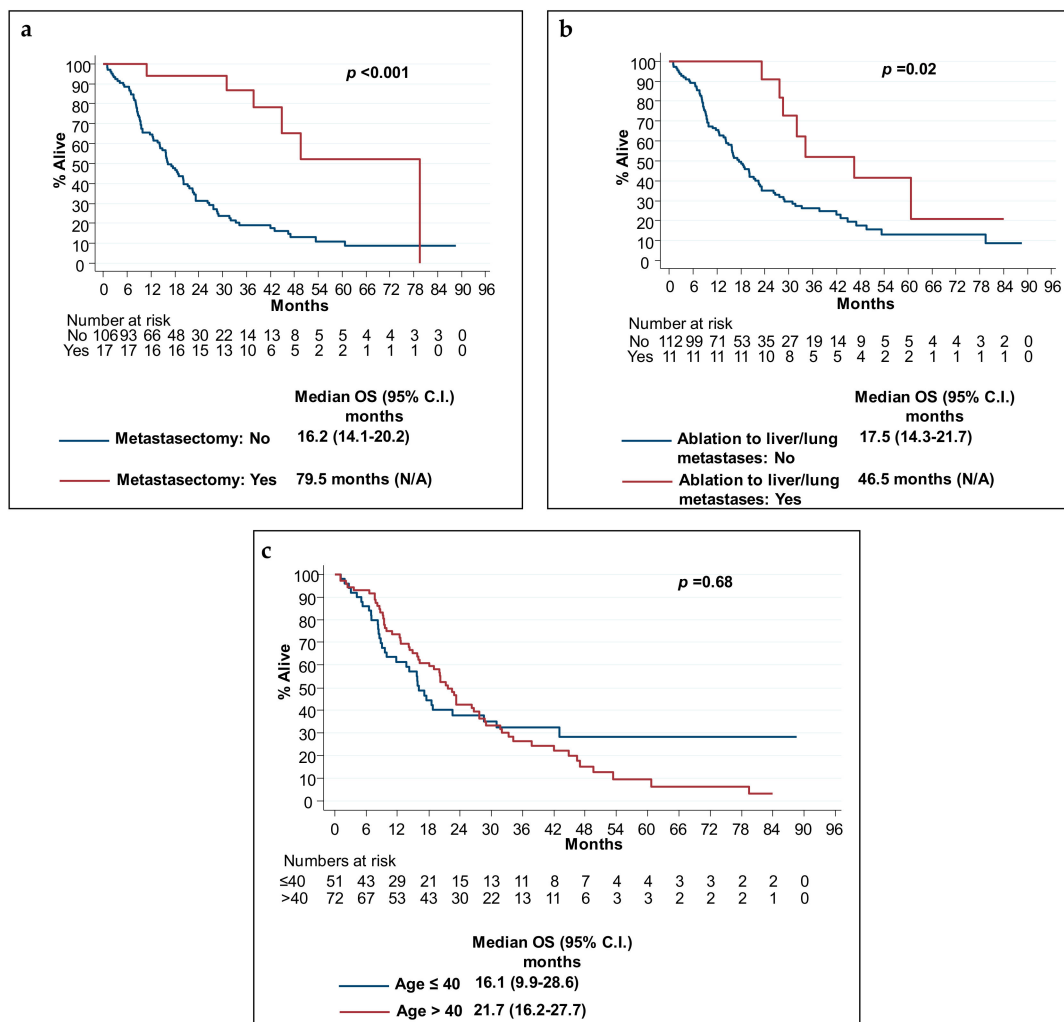 a
p <0.001
100
90
80
70
60
50
40
30
20
10
0
% Alive
0 6 12 18 24 30 36 42 48 54 60 66 72 78 84 90 96
Months
Number at risk
No 106 93 66 48 30 22 14 13 8 5 5 4 4 3 3 0
Yes 17 17 16 16 15 13 10 6 5 2 2 1 1 1 0 0
Median OS (95% C.I.)
months
Metastasectomy: No 16.2 (14.1-20.2)
Metastasectomy: Yes 79.5 months (N/A)
b
p =0.02
100
90
80
70
60
50
40
30
20
10
0
% Alive
0 6 12 18 24 30 36 42 48 54 60 66 72 78 84 90 96
Months
Number at risk
No 112 99 71 53 35 27 19 14 9 5 5 4 4 3 2 0
Yes 11 11 11 11 10 8 5 5 4 2 2 1 1 1 1 0
Median OS (95% C.I.)
months
Ablation to liver/lung 17.5 (14.3-21.7)
metastases: No
Ablation to liver/lung 46.5 months (N/A)
metastases: Yes
c
p =0.68
100
90
80
70
60
50
40
30
20
10
0
% Alive
0 6 12 18 24 30 36 42 48 54 60 66 72 78 84 90 96
Months
Numbers at risk
≤40 51 43 29 21 15 13 11 8 7 4 4 3 3 2 2 0
>40 72 67 53 43 30 22 13 11 6 3 3 2 2 2 1 0
Median OS (95% C.I.)
months
Age ≤ 40 16.1 (9.9-28.6)
Age > 40 21.7 (16.2-27.7)